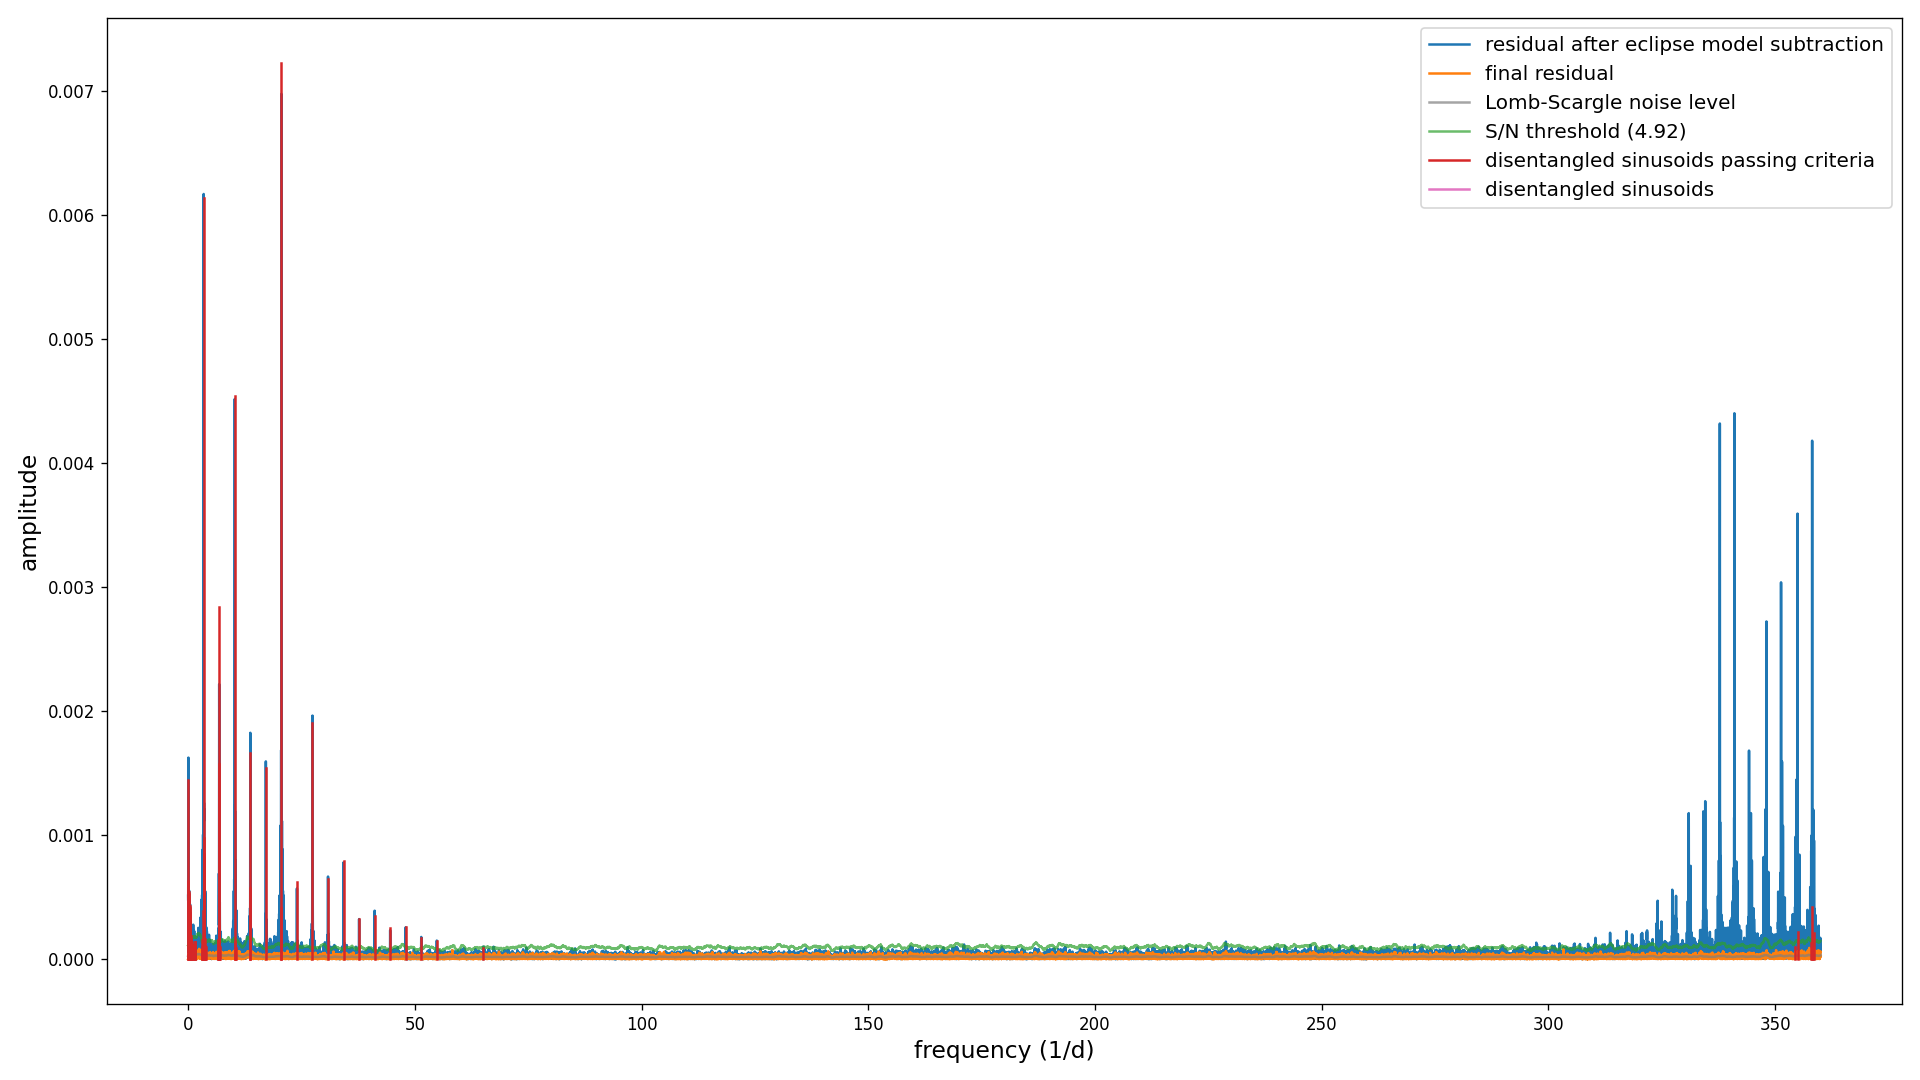 residual after eclipse model subtraction
final residual
Lomb-Scargle noise level
S/N threshold (4.92)
disentangled sinusoids passing criteria
disentangled sinusoids
amplitude
0.007
0.006
0.005
0.004
0.003
0.002
0.001
0.000
0 50 100 150 200 250 300 350
frequency (1/d)